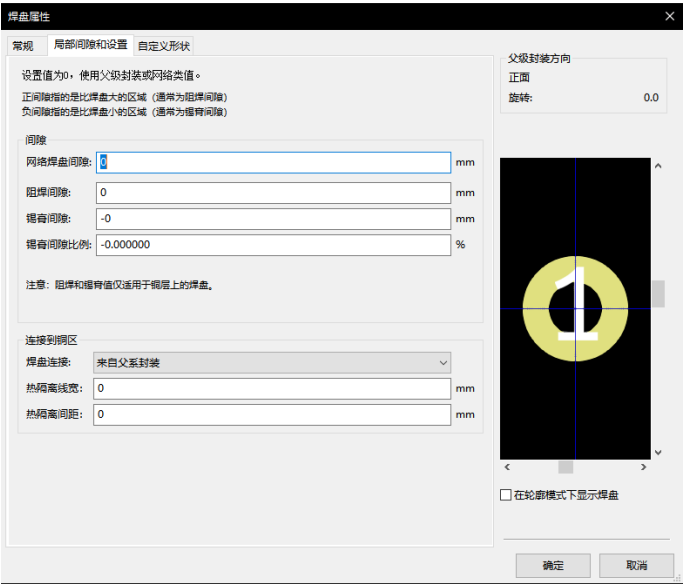 焊盘属性
常规 局部间隙和设置 自定义形状
设置值为0，使用父级封装或网络类值。
正间隙指的是比焊盘大的区域（通常为阻焊间隙）
负间隙指的是比焊盘小的区域（通常为锡膏间隙）
间隙
网络焊盘间隙: 0 mm
阻焊间隙: 0 mm
锡膏间隙: -0 mm
锡膏间隙比例: -0.000000 %
注意：阻焊和锡膏值仅适用于铜层上的焊盘。
连接到铜区
焊盘连接: 来自父系封装
热隔离线宽: 0 mm
热隔离间距: 0 mm
父级封装方向
正面
旋转: 0.0
1
在轮廓模式下显示焊盘
确定 取消